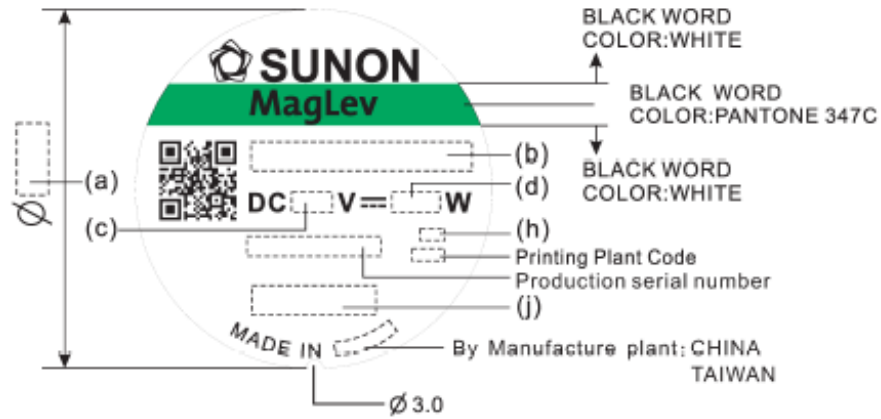 BLACK WORD
COLOR:WHITE
SUNON
MagLev
BLACK WORD
COLOR:PANTONE 347C
(a)
(b)
BLACK WORD
COLOR:WHITE
(d)
DC V W
(c)
(h)
Printing Plant Code
Production serial number
(j)
MADE IN
By Manufacture plant: CHINA
TAIWAN
Ø
Ø 3.0